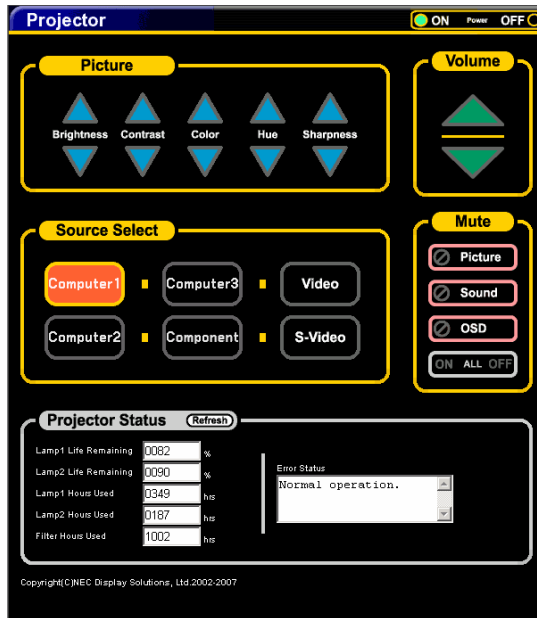 Projector
ON Power OFF
Picture
Volume
Brightness Contrast Color Hue Sharpness
Source Select
Mute
Computer1 Computer3 Video
Picture
Sound
Computer2 Component S-Video
OSD
ON ALL OFF
Projector Status Refresh
Lamp1 Life Remaining 0082 %
Lamp2 Life Remaining 0090 %
Lamp1 Hours Used 0349 hrs
Lamp2 Hours Used 0187 hrs
Filter Hours Used 1002 hrs
Error Status
Normal operation.
Copyright(C)NEC Display Solutions, Ltd.2002-2007